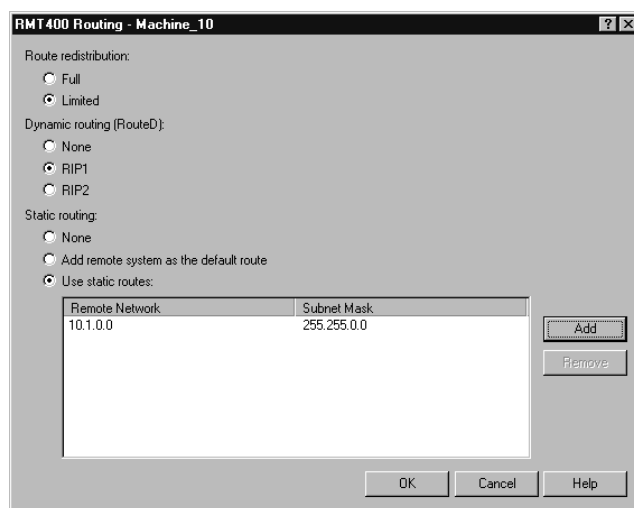 RMT400 Routing - Machine_10
Route redistribution:
Full
Limited
Dynamic routing (RouteD):
None
RIP1
RIP2
Static routing:
None
Add remote system as the default route
Use static routes:
Remote Network Subnet Mask
10.1.0.0 255.255.0.0
Add
Remove
OK Cancel Help